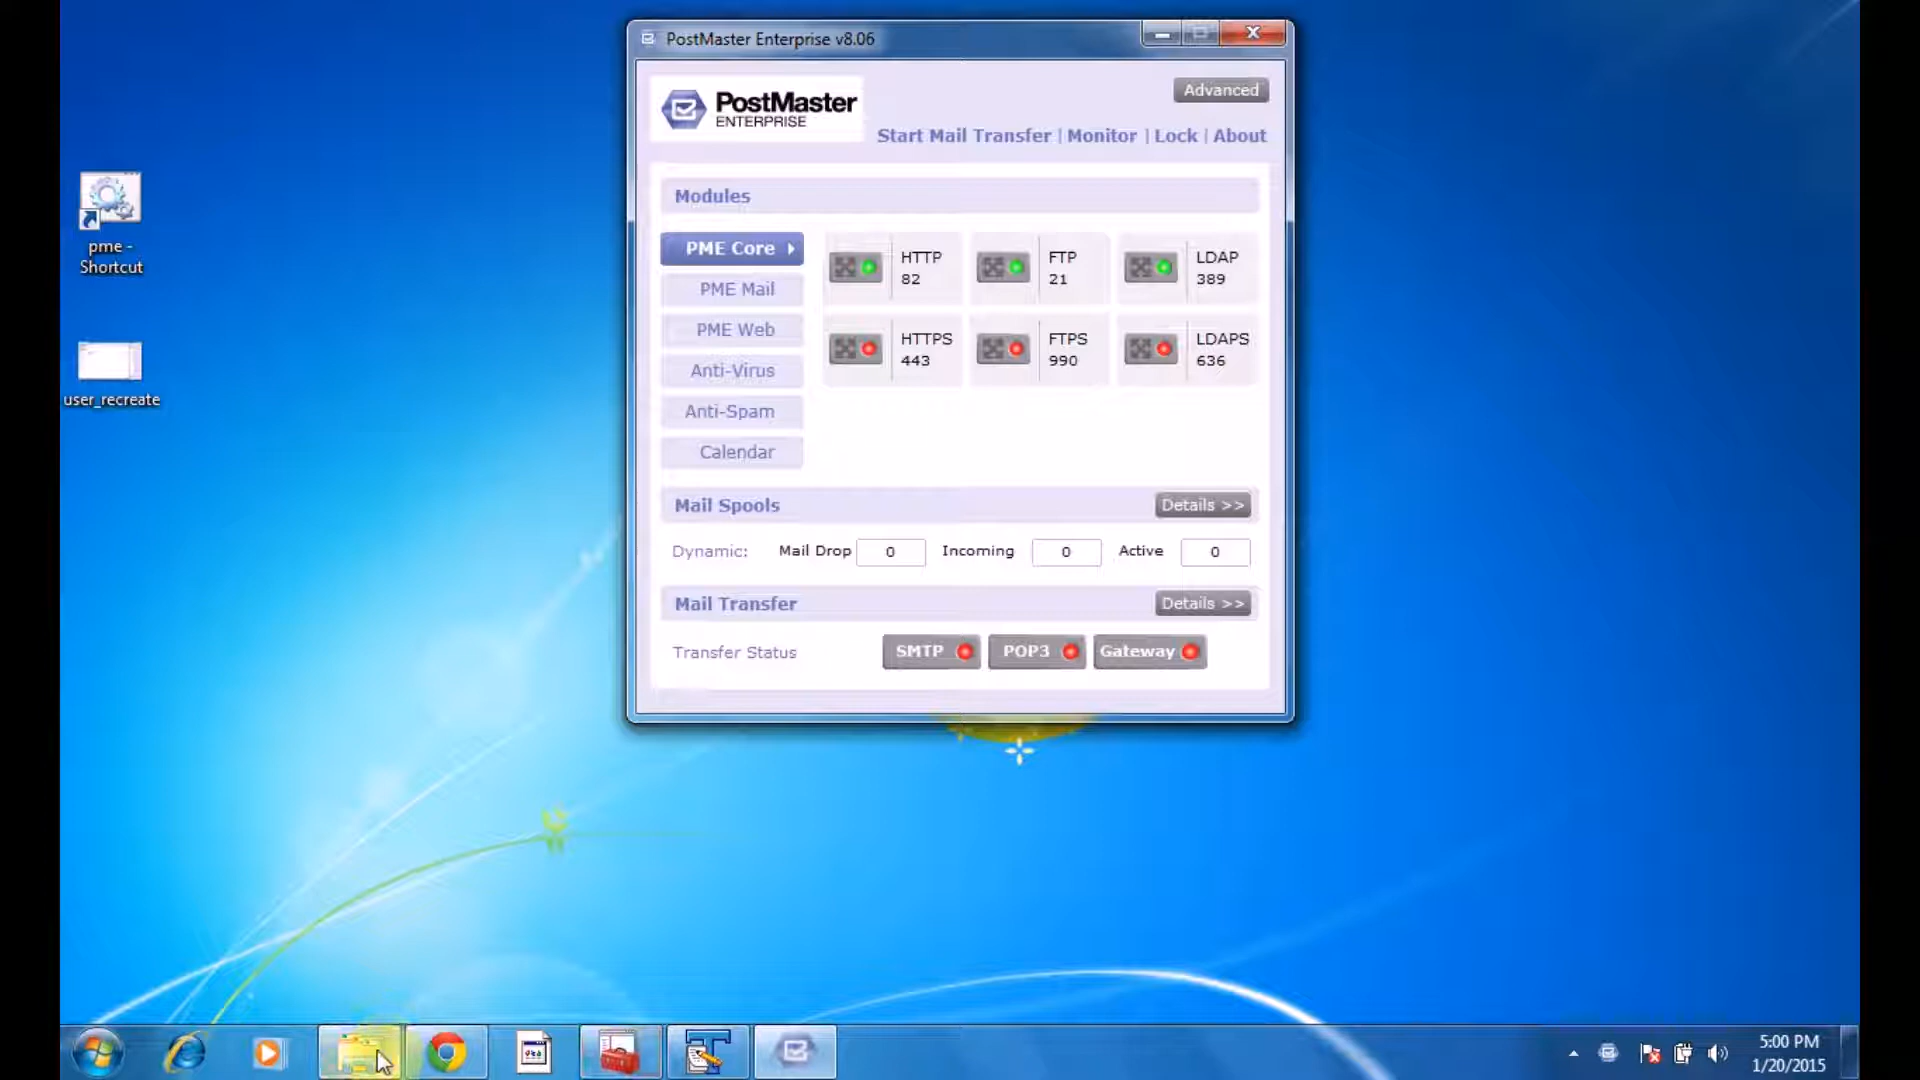 PostMaster Enterprise v8.06
PostMaster
ENTERPRISE
Advanced
Start Mail Transfer | Monitor | Lock | About
Modules
PME Core
PME Mail
PME Web
Anti-Virus
Anti-Spam
Calendar
HTTP
82
FTP
21
LDAP
389
HTTPS
443
FTPS
990
LDAPS
636
Mail Spools
Details >>
Dynamic: Mail Drop 0 Incoming 0 Active 0
Mail Transfer
Details >>
Transfer Status SMTP POP3 Gateway
pme -
Shortcut
user_recreate
5:00 PM
1/20/2015